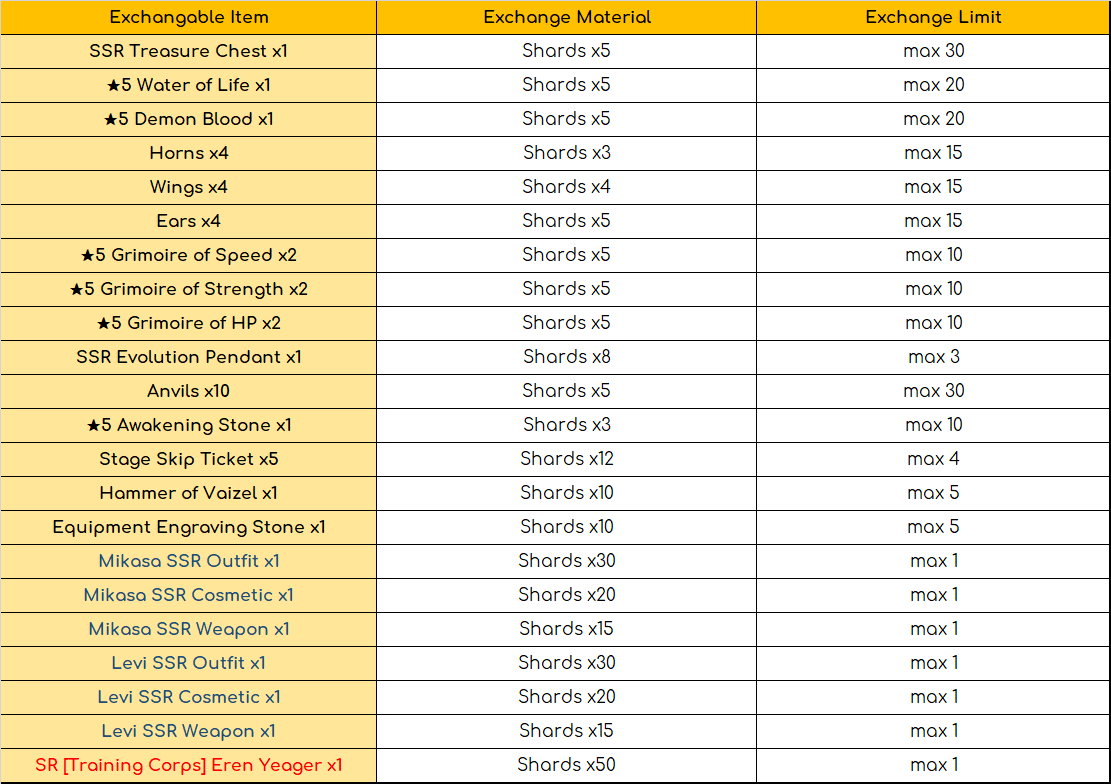 Exchangable Item Exchange Material Exchange Limit
SSR Treasure Chest x1 Shards x5 max 30
★5 Water of Life x1 Shards x5 max 20
★5 Demon Blood x1 Shards x5 max 20
Horns x4 Shards x3 max 15
Wings x4 Shards x4 max 15
Ears x4 Shards x5 max 15
★5 Grimoire of Speed x2 Shards x5 max 10
★5 Grimoire of Strength x2 Shards x5 max 10
★5 Grimoire of HP x2 Shards x5 max 10
SSR Evolution Pendant x1 Shards x8 max 3
Anvils x10 Shards x5 max 30
★5 Awakening Stone x1 Shards x3 max 10
Stage Skip Ticket x5 Shards x12 max 4
Hammer of Vaizel x1 Shards x10 max 5
Equipment Engraving Stone x1 Shards x10 max 5
Mikasa SSR Outfit x1 Shards x30 max 1
Mikasa SSR Cosmetic x1 Shards x20 max 1
Mikasa SSR Weapon x1 Shards x15 max 1
Levi SSR Outfit x1 Shards x30 max 1
Levi SSR Cosmetic x1 Shards x20 max 1
Levi SSR Weapon x1 Shards x15 max 1
SR [Training Corps] Eren Yeager x1 Shards x50 max 1